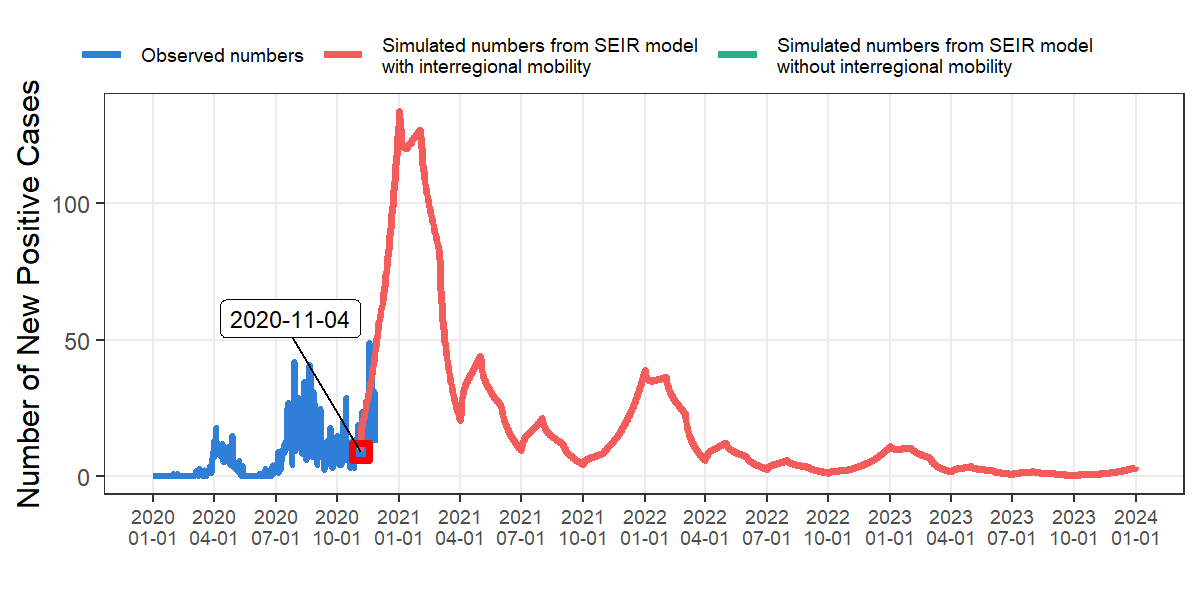 Observed numbers
Simulated numbers from SEIR model
with interregional mobility
Simulated numbers from SEIR model
without interregional mobility
Number of New Positive Cases
100
50
0
2020-11-04
2020 2020 2020 2020 2021 2021 2021 2021 2022 2022 2022 2022 2023 2023 2023 2023 2024
01-01 04-01 07-01 10-01 01-01 04-01 07-01 10-01 01-01 04-01 07-01 10-01 01-01 04-01 07-01 10-01 01-01